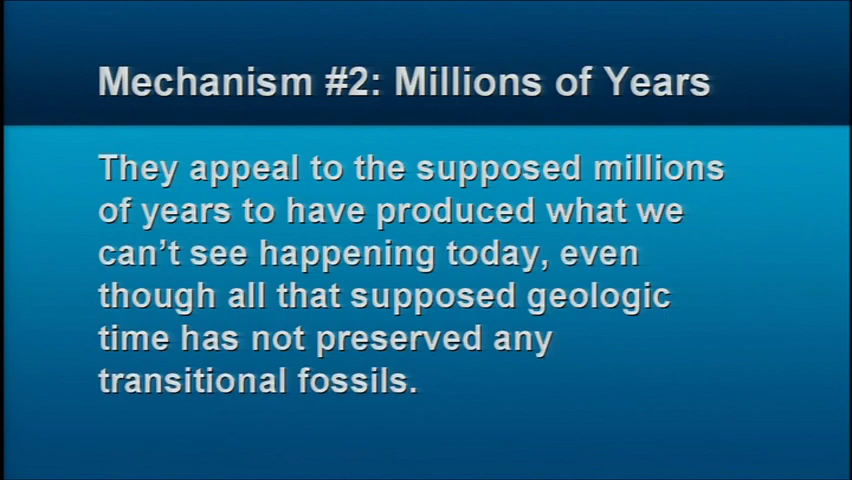 Mechanism #2: Millions of Years
They appeal to the supposed millions
of years to have produced what we
can't see happening today, even
though all that supposed geologic
time has not preserved any
transitional fossils.